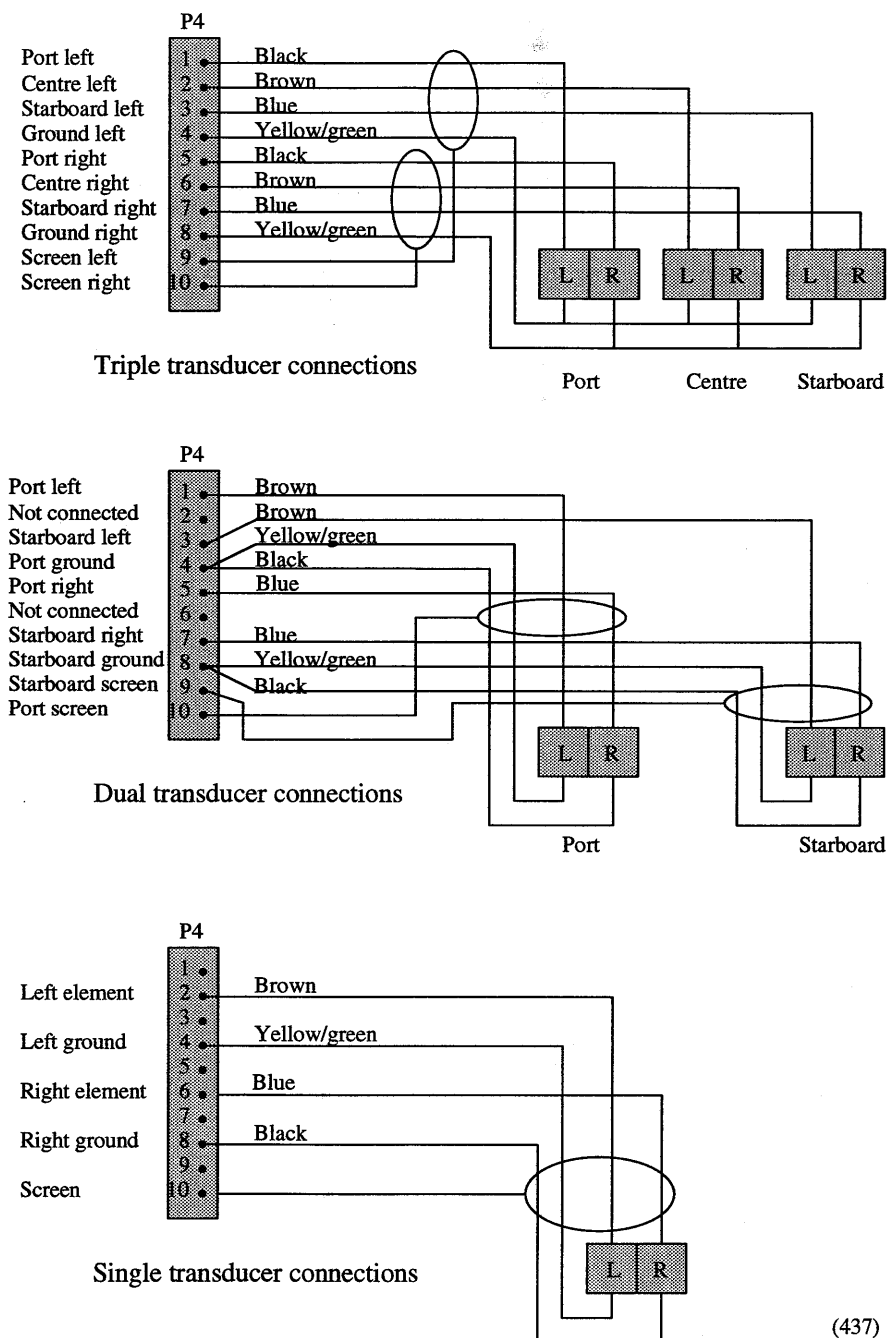 P4
Port left 1 Black
Centre left 2 Brown
Starboard left 3 Blue
Ground left 4 Yellow/green
Port right 5 Black
Centre right 6 Brown
Starboard right 7 Blue
Ground right 8 Yellow/green
Screen left 9
Screen right 10
L R L R L R
Triple transducer connections
Port Centre Starboard
P4
Port left 1 Brown
Not connected 2 Brown
Starboard left 3 Yellow/green
Port ground 4 Black
Port right 5 Blue
Not connected 6
Starboard right 7 Blue
Starboard ground 8 Yellow/green
Starboard screen 9 Black
Port screen 10
L R L R
Dual transducer connections
Port Starboard
P4
1
Left element 2 Brown
3
Left ground 4 Yellow/green
5
Right element 6 Blue
7
Right ground 8 Black
9
Screen 10
L R
Single transducer connections
(437)